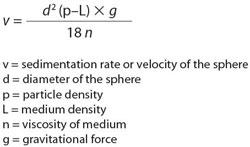 v = d² (p–L) × g / 18 n
v = sedimentation rate or velocity of the sphere
d = diameter of the sphere
p = particle density
L = medium density
n = viscosity of medium
g = gravitational force